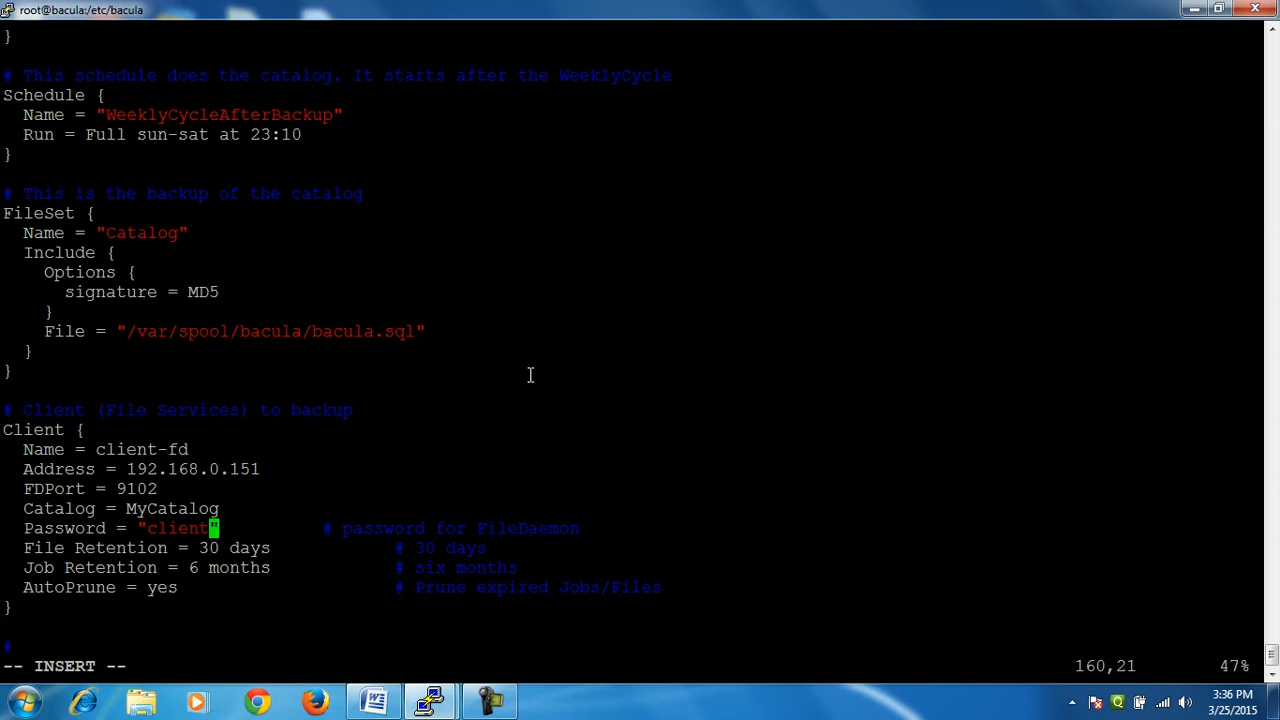 root@bacula:/etc/bacula
}
# This schedule does the catalog. It starts after the WeeklyCycle
Schedule {
  Name = "WeeklyCycleAfterBackup"
  Run = Full sun-sat at 23:10
}
# This is the backup of the catalog
FileSet {
  Name = "Catalog"
  Include {
    Options {
      signature = MD5
    }
    File = "/var/spool/bacula/bacula.sql"
  }
}
# Client (File Services) to backup
Client {
  Name = client-fd
  Address = 192.168.0.151
  FDPort = 9102
  Catalog = MyCatalog
  Password = "client"          # password for FileDaemon
  File Retention = 30 days            # 30 days
  Job Retention = 6 months            # six months
  AutoPrune = yes                     # Prune expired Jobs/Files
}
#
-- INSERT -- 160,21 47%
3:36 PM
3/25/2015